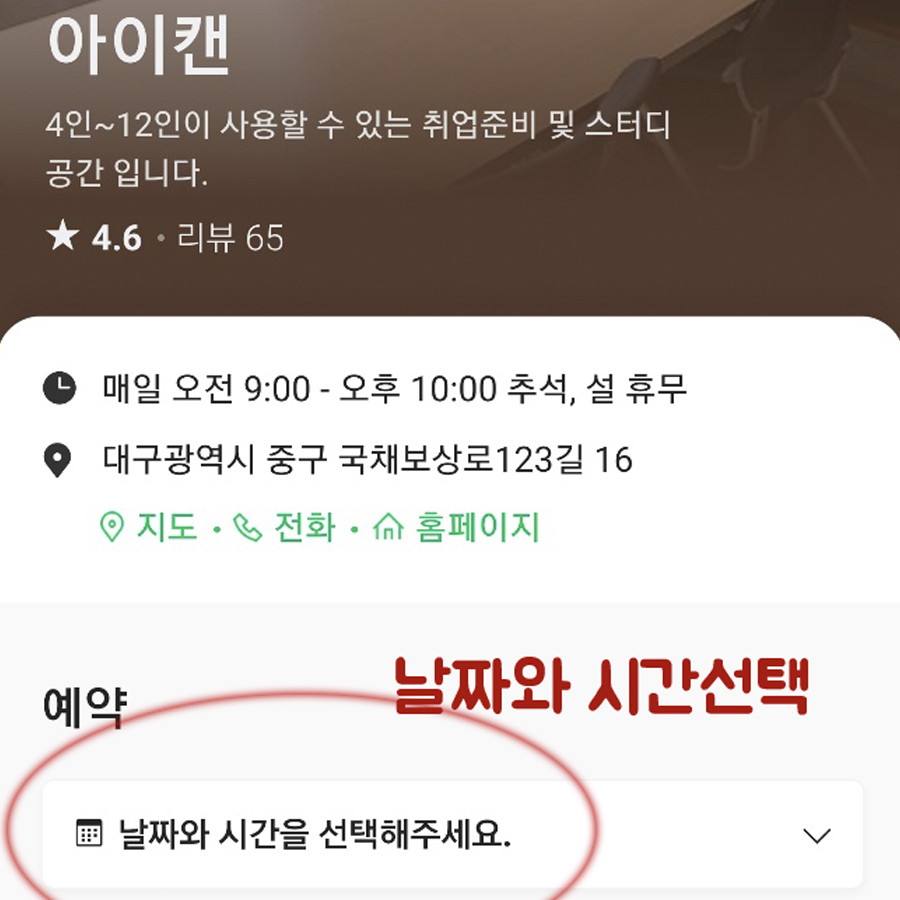 아이캔
4인~12인이 사용할 수 있는 취업준비 및 스터디
공간 입니다.
★ 4.6 • 리뷰 65
매일 오전 9:00 - 오후 10:00 추석, 설 휴무
대구광역시 중구 국채보상로123길 16
지도 • 전화 • 홈페이지
날짜와 시간선택
예약
날짜와 시간을 선택해주세요.